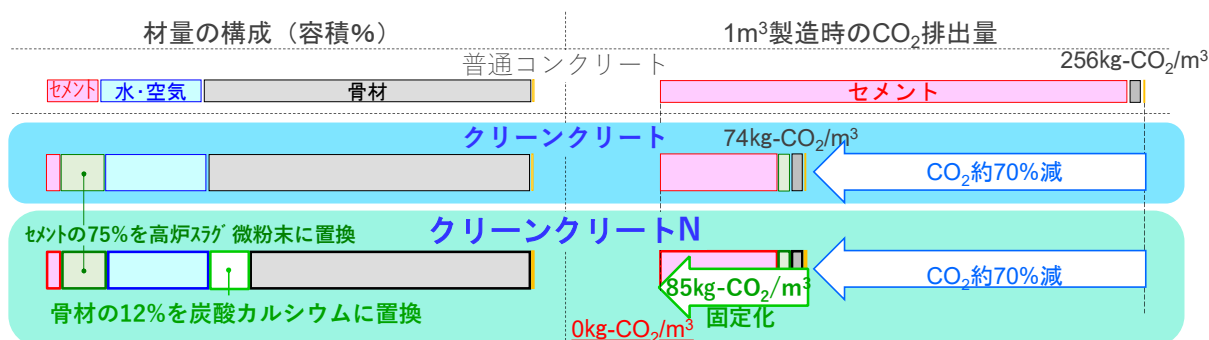 材量の構成（容積%）
1m³製造時のCO₂排出量
普通コンクリート
256kg-CO₂/m³
セメント
水・空気
骨材
セメント
クリーンクリート
74kg-CO₂/m³
CO₂約70%減
セメントの75%を高炉スラグ微粉末に置換
クリーンクリートN
CO₂約70%減
85kg-CO₂/m³
固定化
骨材の12%を炭酸カルシウムに置換
0kg-CO₂/m³